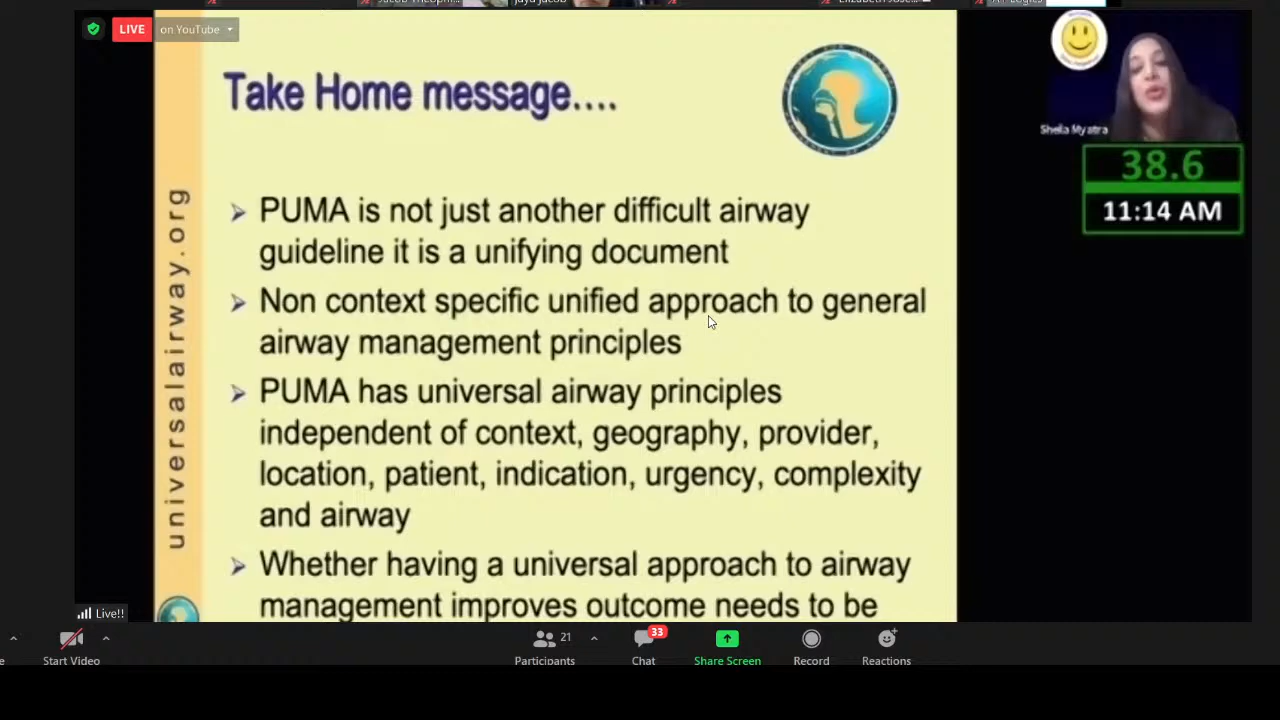 LIVE on YouTube
Take Home message....
Sheila Myatra
38.6
11:14 AM
universalairway.org
PUMA is not just another difficult airway
guideline it is a unifying document
Non context specific unified approach to general
airway management principles
PUMA has universal airway principles
independent of context, geography, provider,
location, patient, indication, urgency, complexity
and airway
Whether having a universal approach to airway
management improves outcome needs to be
Live!!
Start Video
21
Participants
33
Chat
Share Screen
Record
Reactions